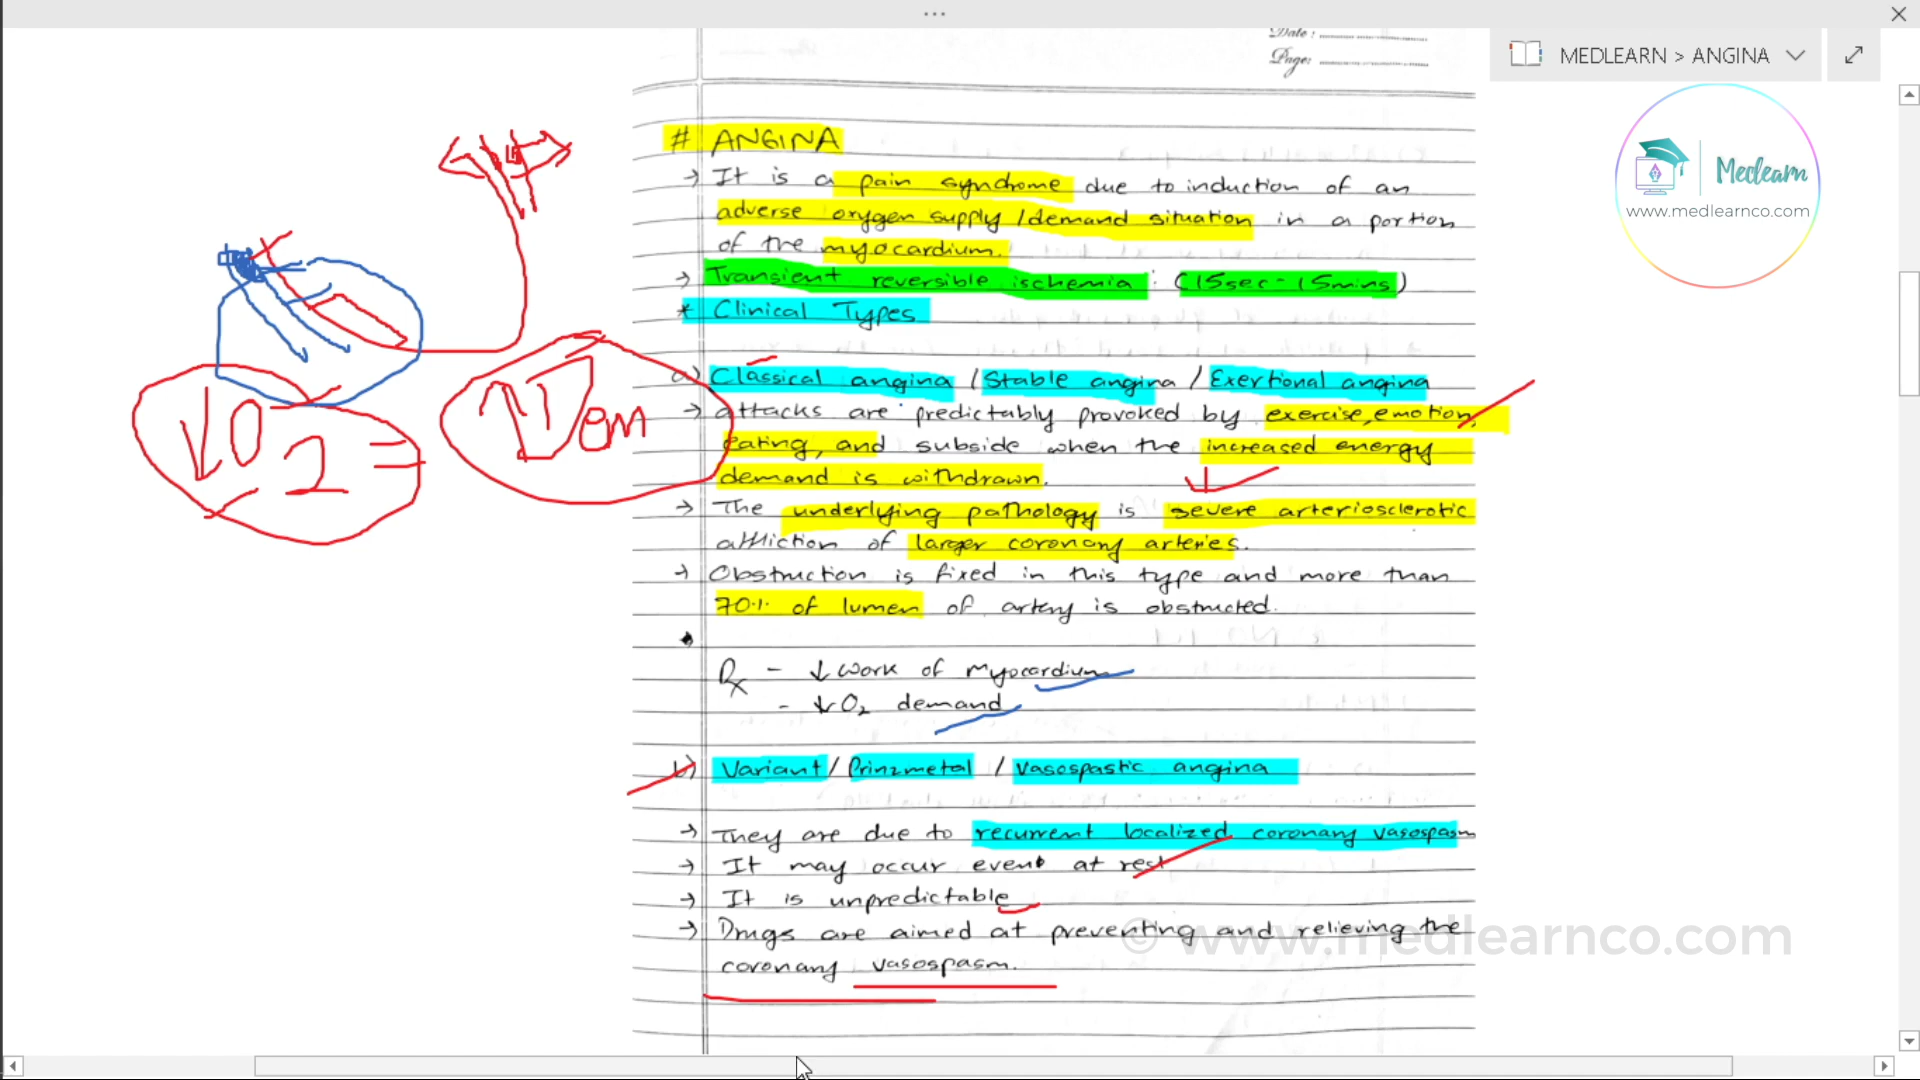 Date :
Page:
MEDLEARN > ANGINA
Medlearn
www.medlearnco.com
# ANGINA
→ It is a pain syndrome due to induction of an
adverse oxygen supply /demand situation in a portion
of the myocardium.
→ Transient reversible ischemia : (15sec - 15mins)
* Clinical Types
a) Classical angina / Stable angina / Exertional angina
→ attacks are predictably provoked by exercise, emotion,
eating, and subside when the increased energy
demand is withdrawn.
→ The underlying pathology is severe arteriosclerotic
affliction of larger coronary arteries.
→ Obstruction is fixed in this type and more than
70% of lumen of artery is obstructed.
Rx - ↓ work of myocardium
- ↓ O₂ demand
b) Variant / Prinzmetal / Vasospastic angina
→ They are due to recurrent localized coronary vasospasm
→ It may occur event at rest
→ It is unpredictable
→ Drugs are aimed at preventing and relieving the
coronary vasospasm.
↓O2 =
© www.medlearnco.com